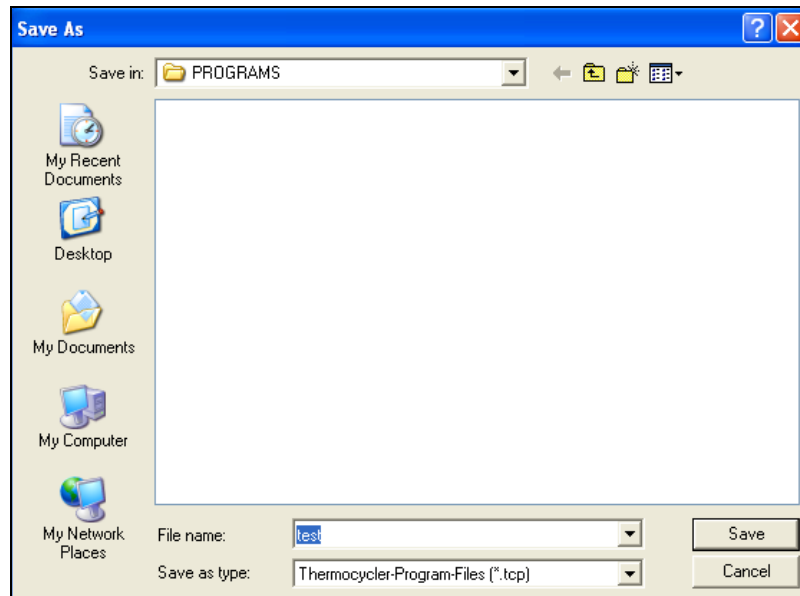 Save As
Save in: PROGRAMS
My Recent
Documents
Desktop
My Documents
My Computer
My Network
Places
File name: test
Save
Save as type: Thermocycler-Program-Files (*.tcp)
Cancel